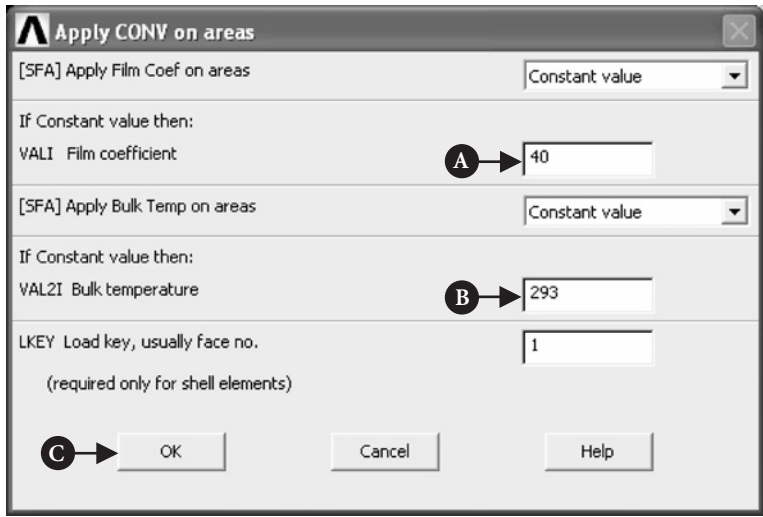 Apply CONV on areas
[SFA] Apply Film Coef on areas Constant value
If Constant value then:
VALI Film coefficient A 40
[SFA] Apply Bulk Temp on areas Constant value
If Constant value then:
VAL2I Bulk temperature B 293
LKEY Load key, usually face no. 1
(required only for shell elements)
C OK Cancel Help